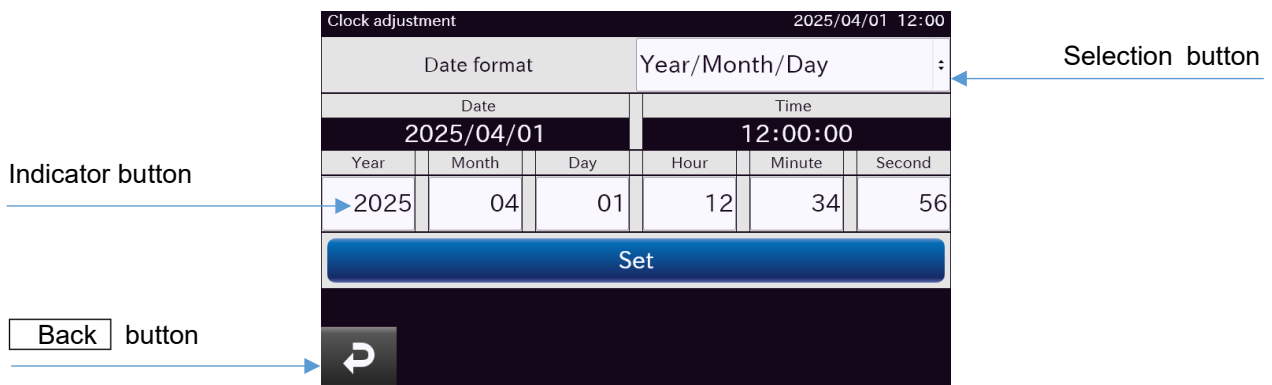 Clock adjustment 2025/04/01 12:00
Date format Year/Month/Day
Selection button
Date Time
2025/04/01 12:00:00
Year Month Day Hour Minute Second
Indicator button
2025 04 01 12 34 56
Set
Back button